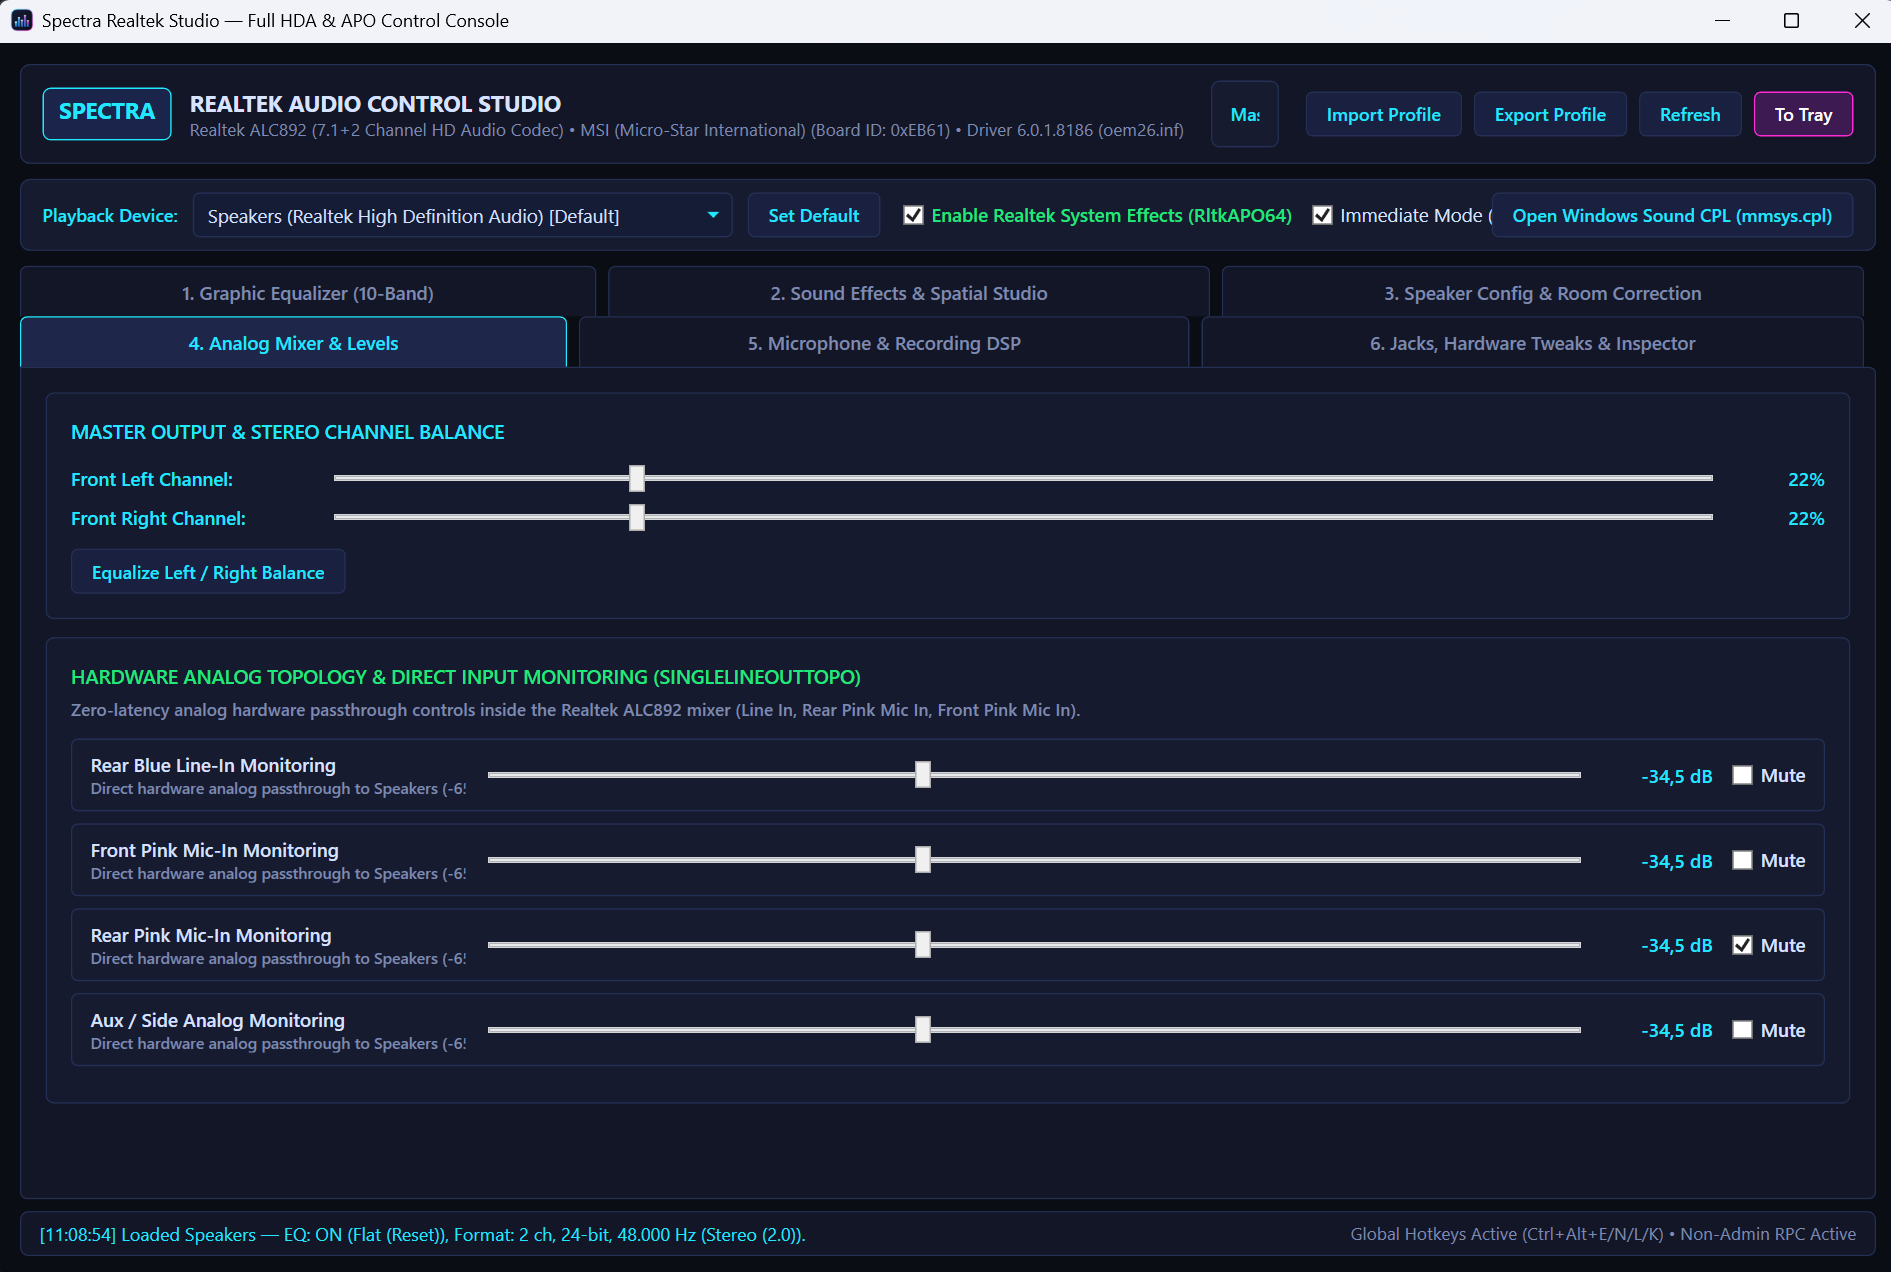 Spectra Realtek Studio — Full HDA & APO Control Console
SPECTRA
REALTEK AUDIO CONTROL STUDIO
Realtek ALC892 (7.1+2 Channel HD Audio Codec) • MSI (Micro-Star International) (Board ID: 0xEB61) • Driver 6.0.1.8186 (oem26.inf)
Mas
Import Profile
Export Profile
Refresh
To Tray
Playback Device:
Speakers (Realtek High Definition Audio) [Default]
Set Default
Enable Realtek System Effects (RltkAPO64)
Immediate Mode (
Open Windows Sound CPL (mmsys.cpl)
1. Graphic Equalizer (10-Band)
2. Sound Effects & Spatial Studio
3. Speaker Config & Room Correction
4. Analog Mixer & Levels
5. Microphone & Recording DSP
6. Jacks, Hardware Tweaks & Inspector
MASTER OUTPUT & STEREO CHANNEL BALANCE
Front Left Channel:
22%
Front Right Channel:
22%
Equalize Left / Right Balance
HARDWARE ANALOG TOPOLOGY & DIRECT INPUT MONITORING (SINGLELINEOUTTOPO)
Zero-latency analog hardware passthrough controls inside the Realtek ALC892 mixer (Line In, Rear Pink Mic In, Front Pink Mic In).
Rear Blue Line-In Monitoring
Direct hardware analog passthrough to Speakers (-6
-34,5 dB
Mute
Front Pink Mic-In Monitoring
Direct hardware analog passthrough to Speakers (-6
-34,5 dB
Mute
Rear Pink Mic-In Monitoring
Direct hardware analog passthrough to Speakers (-6
-34,5 dB
Mute
Aux / Side Analog Monitoring
Direct hardware analog passthrough to Speakers (-6
-34,5 dB
Mute
[11:08:54] Loaded Speakers — EQ: ON (Flat (Reset)), Format: 2 ch, 24-bit, 48.000 Hz (Stereo (2.0)).
Global Hotkeys Active (Ctrl+Alt+E/N/L/K) • Non-Admin RPC Active